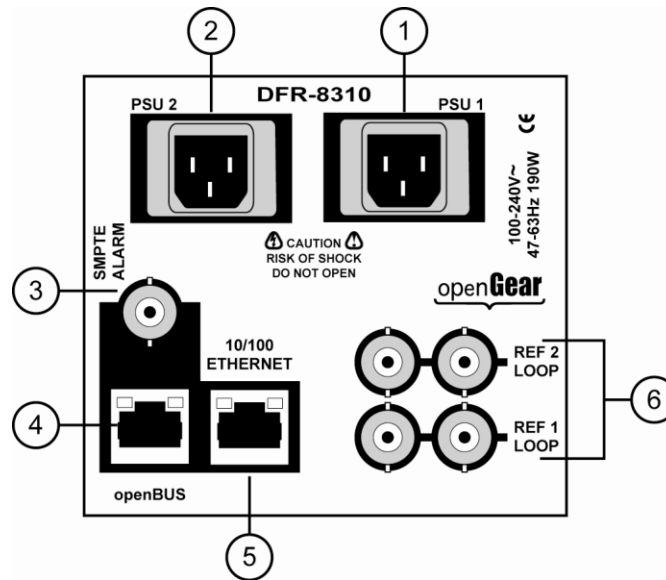 2
1
DFR-8310
PSU 2
PSU 1
CE
100-240V~
47-63Hz 190W
CAUTION
RISK OF SHOCK
DO NOT OPEN
SMPTE
ALARM
openGear
3
10/100
ETHERNET
REF 2
LOOP
6
4
REF 1
LOOP
openBUS
5